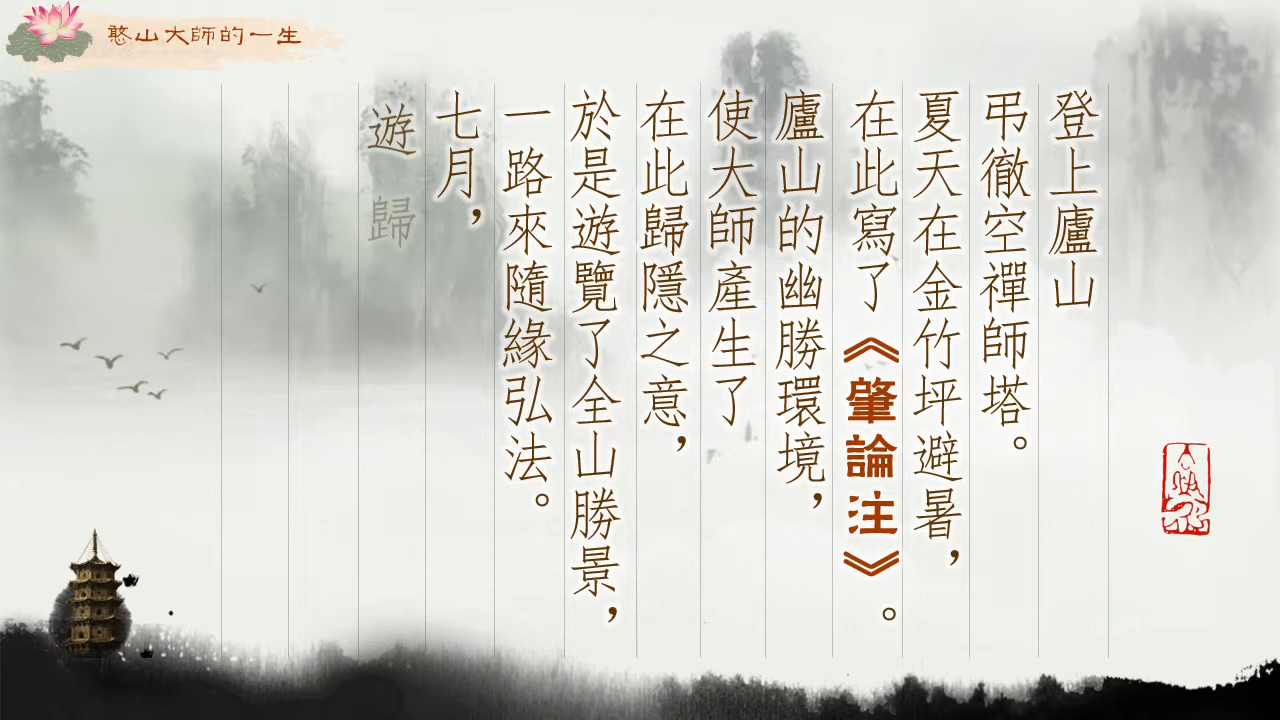 憨山大師的一生
登上廬山
弔徹空禪師塔。
夏天在金竹坪避暑，
在此寫了《肇論注》。
廬山的幽勝環境，
使大師產生了
在此歸隱之意，
於是遊覽了全山勝景，
一路來隨緣弘法。
七月，
遊歸